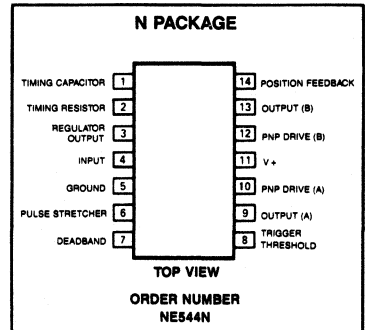 N PACKAGE
TIMING CAPACITOR 1
14 POSITION FEEDBACK
TIMING RESISTOR 2
13 OUTPUT (B)
REGULATOR
OUTPUT 3
12 PNP DRIVE (B)
INPUT 4
11 V+
GROUND 5
10 PNP DRIVE (A)
PULSE STRETCHER 6
9 OUTPUT (A)
DEADBAND 7
8 TRIGGER
THRESHOLD
TOP VIEW
ORDER NUMBER
NE544N